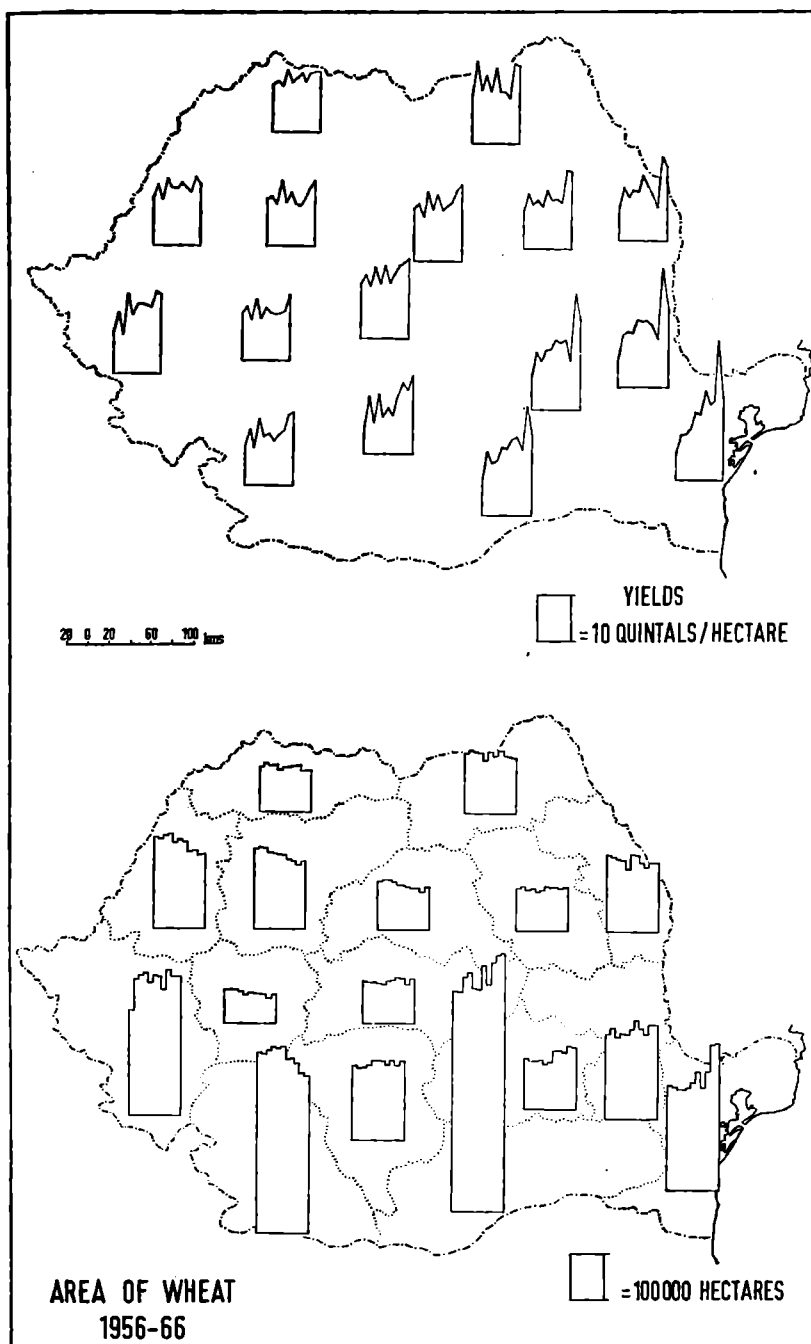 YIELDS
= 10 QUINTALS/HECTARE
20 0 20 60 100 kms
AREA OF WHEAT
1956-66
= 100000 HECTARES